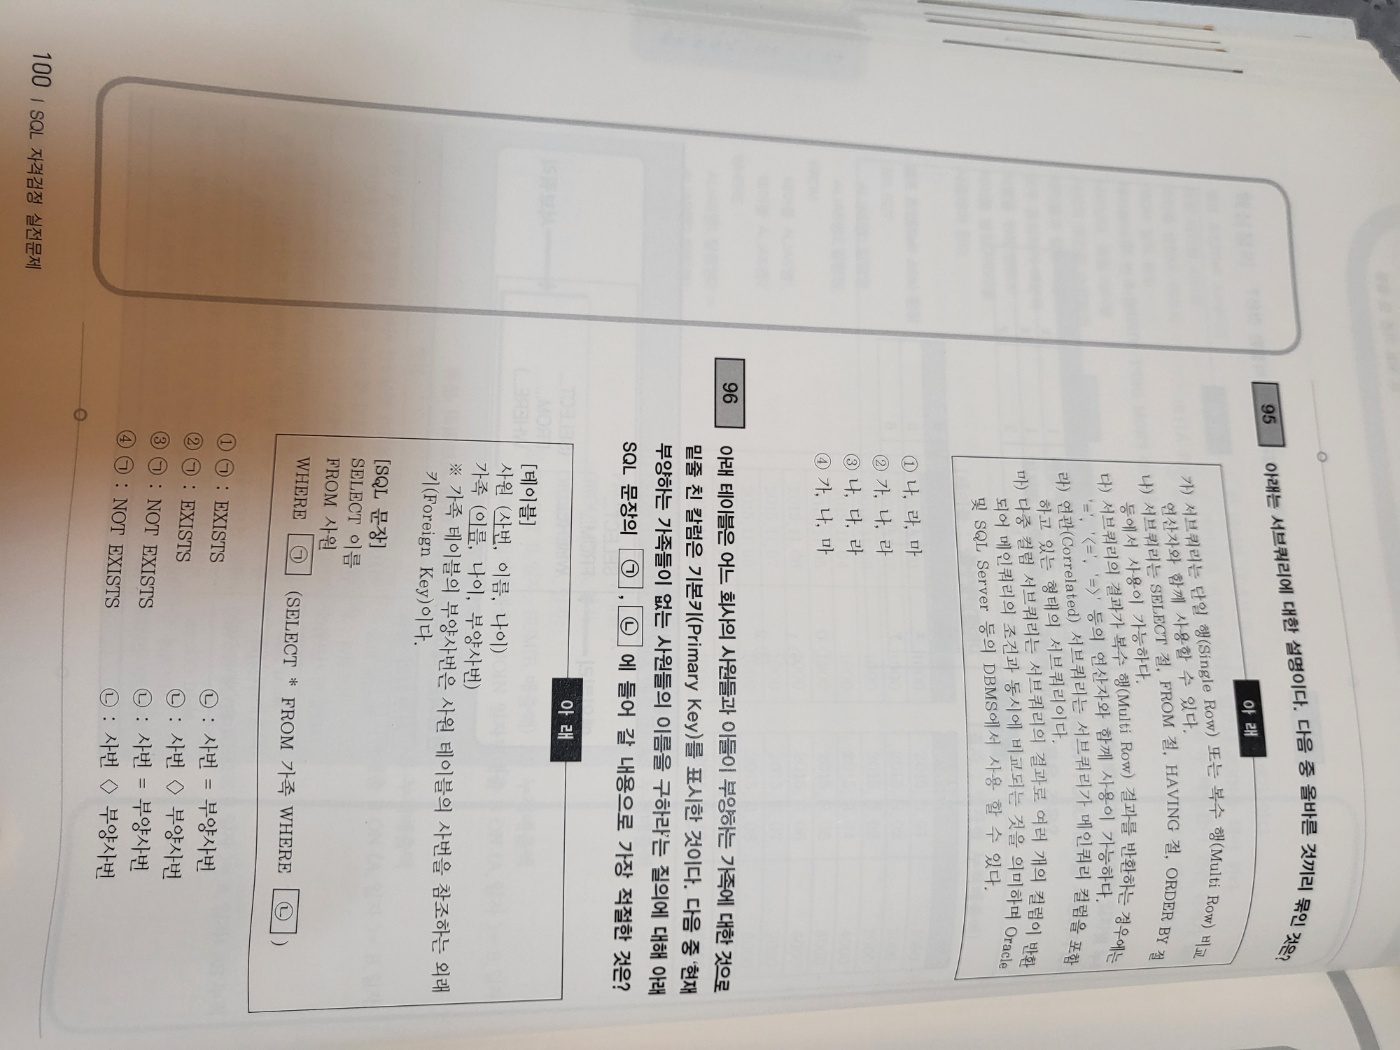 95 아래는 서브쿼리에 대한 설명이다. 다음 중 올바른 것끼리 묶인 것은?
아 래
가) 서브쿼리는 단일 행(Single Row) 또는 복수 행(Multi Row) 비교
연산자와 함께 사용할 수 있다.
나) 서브쿼리는 SELECT 절, FROM 절, HAVING 절, ORDER BY 절
등에서 사용이 가능하다.
다) 서브쿼리의 결과가 복수 행(Multi Row) 결과를 반환하는 경우에는
'=', '<=', '=>' 등의 연산자와 함께 사용이 가능하다.
라) 연관(Correlated) 서브쿼리는 서브쿼리가 메인쿼리 컬럼을 포함
하고 있는 형태의 서브쿼리이다.
마) 다중 컬럼 서브쿼리는 서브쿼리의 결과로 여러 개의 컬럼이 반환
되어 메인쿼리의 조건과 동시에 비교되는 것을 의미하며 Oracle
및 SQL Server 등의 DBMS에서 사용 할 수 있다.
① 나, 라, 마
② 가, 나, 라
③ 나, 다, 라
④ 가, 나, 마
96 아래 테이블은 어느 회사의 사원들과 이들이 부양하는 가족에 대한 것으로
밑줄 친 칼럼은 기본키(Primary Key)를 표시한 것이다. 다음 중 '현재
부양하는 가족들이 없는 사원들의 이름을 구하라'는 질의에 대해 아래
SQL 문장의 ㉠, ㉡에 들어 갈 내용으로 가장 적절한 것은?
아 래
[테이블]
사원 (사번, 이름, 나이)
가족 (이름, 나이, 부양사번)
※ 가족 테이블의 부양사번은 사원 테이블의 사번을 참조하는 외래
키(Foreign Key)이다.
[SQL 문장]
SELECT 이름
FROM 사원
WHERE ㉠ (SELECT * FROM 가족 WHERE ㉡ )
① ㉠ : EXISTS ㉡ : 사번 = 부양사번
② ㉠ : EXISTS ㉡ : 사번 <> 부양사번
③ ㉠ : NOT EXISTS ㉡ : 사번 = 부양사번
④ ㉠ : NOT EXISTS ㉡ : 사번 <> 부양사번
100 | SQL 자격검정 실전문제